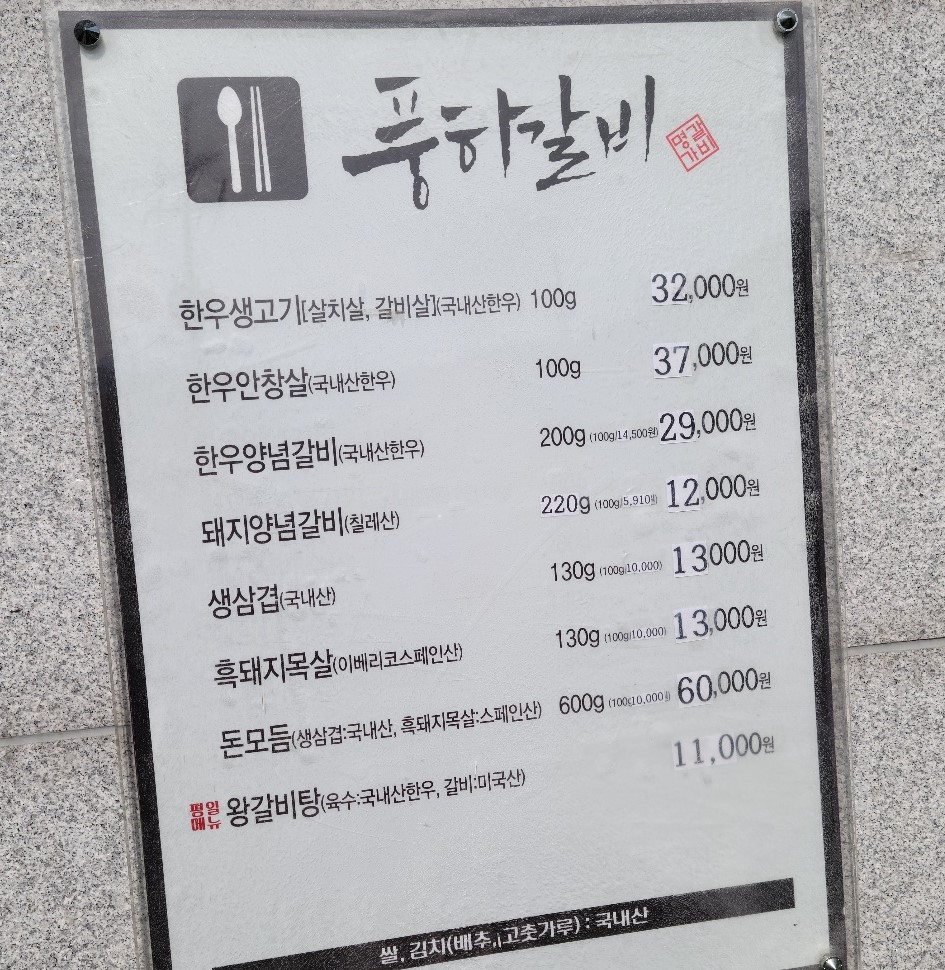 풍하갈비
명갈
가비
한우생고기[살치살, 갈비살](국내산한우) 100g 32,000원
한우안창살(국내산한우) 100g 37,000원
한우양념갈비(국내산한우) 200g (100g/14,500원) 29,000원
돼지양념갈비(칠레산) 220g (100g/5,910원) 12,000원
생삼겹(국내산) 130g (100g/10,000) 13000원
흑돼지목살(이베리코스페인산) 130g (100g/10,000) 13,000원
돈모듬(생삼겹:국내산, 흑돼지목살:스페인산) 600g (100g/10,000원) 60,000원
평일
메뉴 왕갈비탕(육수:국내산한우, 갈비:미국산) 11,000원
쌀, 김치(배추,고춧가루) : 국내산